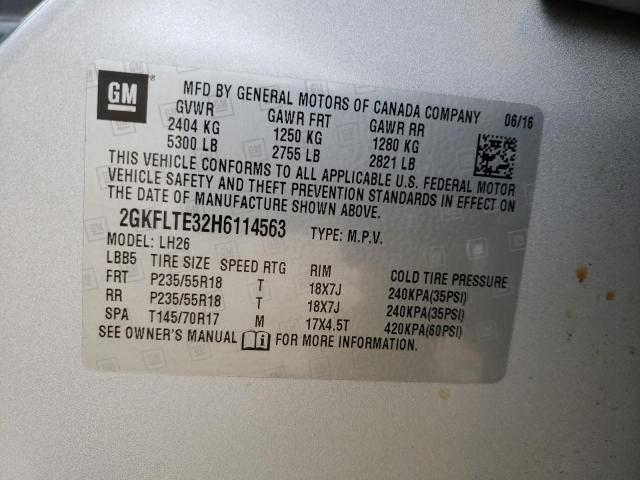 GM
MFD BY GENERAL MOTORS OF CANADA COMPANY 06/16
GVWR GAWR FRT GAWR RR
2404 KG 1250 KG 1280 KG
5300 LB 2755 LB 2821 LB
THIS VEHICLE CONFORMS TO ALL APPLICABLE U.S. FEDERAL MOTOR
VEHICLE SAFETY AND THEFT PREVENTION STANDARDS IN EFFECT ON
THE DATE OF MANUFACTURE SHOWN ABOVE.
2GKFLTE32H6114563 TYPE: M.P.V.
MODEL: LH26
LBB5 TIRE SIZE SPEED RTG RIM COLD TIRE PRESSURE
FRT P235/55R18 T 18X7J 240KPA(35PSI)
RR P235/55R18 T 18X7J 240KPA(35PSI)
SPA T145/70R17 M 17X4.5T 420KPA(60PSI)
SEE OWNER'S MANUAL i FOR MORE INFORMATION.